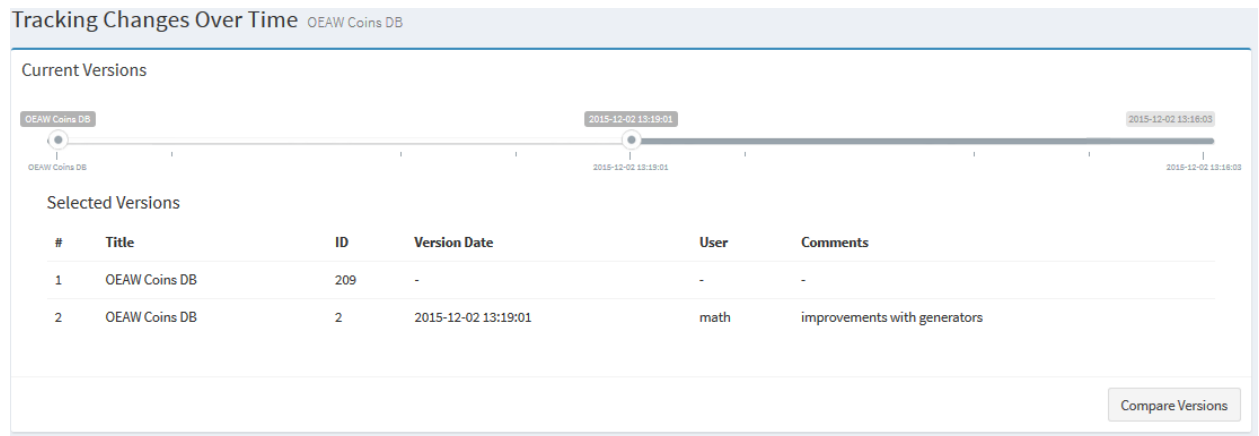 Tracking Changes Over Time OEAW Coins DB
Current Versions
OEAW Coins DB 2015-12-02 13:19:01 2015-12-02 13:16:03
OEAW Coins DB 2015-12-02 13:19:01 2015-12-02 13:16:03
Selected Versions
# Title ID Version Date User Comments
1 OEAW Coins DB 209 - - -
2 OEAW Coins DB 2 2015-12-02 13:19:01 math improvements with generators
Compare Versions